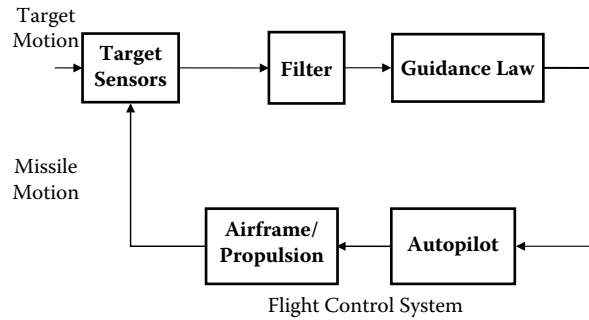 Target
Motion
Target
Sensors
Filter
Guidance Law
Missile
Motion
Airframe/
Propulsion
Autopilot
Flight Control System